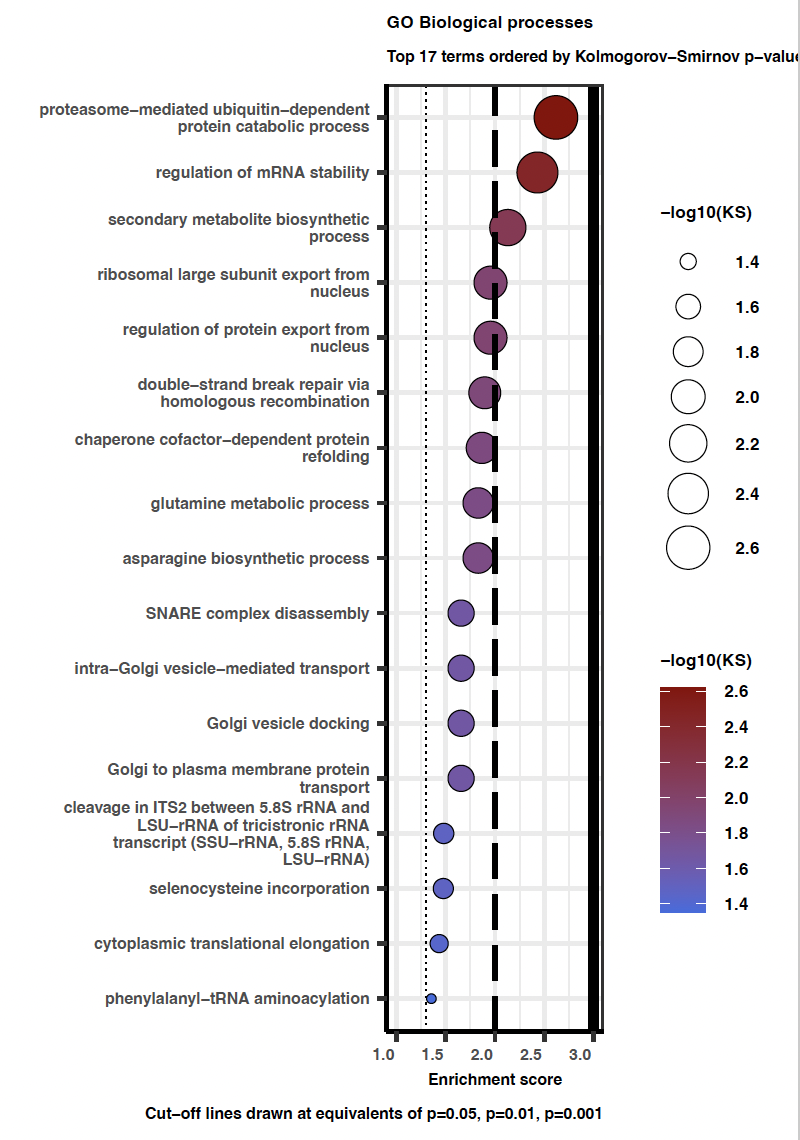 GO Biological processes
Top 17 terms ordered by Kolmogorov−Smirnov p−value
proteasome−mediated ubiquitin−dependent
protein catabolic process
regulation of mRNA stability
secondary metabolite biosynthetic
process
ribosomal large subunit export from
nucleus
regulation of protein export from
nucleus
double−strand break repair via
homologous recombination
chaperone cofactor−dependent protein
refolding
glutamine metabolic process
asparagine biosynthetic process
SNARE complex disassembly
intra−Golgi vesicle−mediated transport
Golgi vesicle docking
Golgi to plasma membrane protein
transport
cleavage in ITS2 between 5.8S rRNA and
LSU−rRNA of tricistronic rRNA
transcript (SSU−rRNA, 5.8S rRNA,
LSU−rRNA)
selenocysteine incorporation
cytoplasmic translational elongation
phenylalanyl−tRNA aminoacylation
1.0 1.5 2.0 2.5 3.0
Enrichment score
Cut−off lines drawn at equivalents of p=0.05, p=0.01, p=0.001
−log10(KS)
1.4
1.6
1.8
2.0
2.2
2.4
2.6
−log10(KS)
2.6
2.4
2.2
2.0
1.8
1.6
1.4